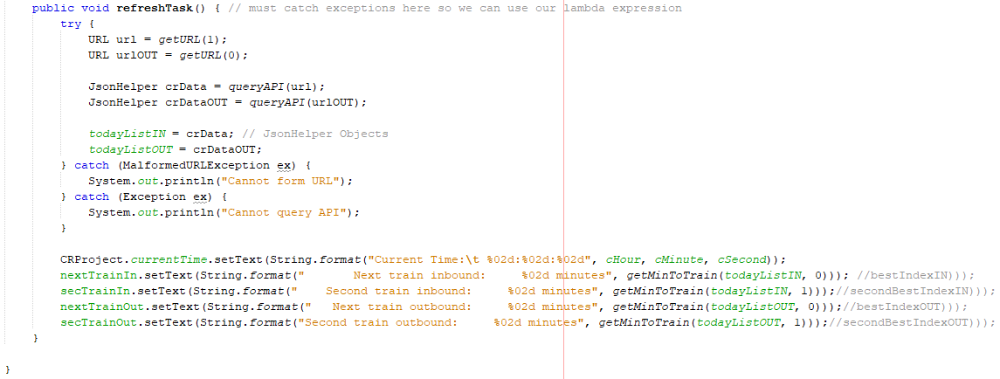 public void refreshTask() { // must catch exceptions here so we can use our lambda expression
try {
URL url = getURL(1);
URL urlOUT = getURL(0);
JsonHelper crData = queryAPI(url);
JsonHelper crDataOUT = queryAPI(urlOUT);
todayListIN = crData; // JsonHelper Objects
todayListOUT = crDataOUT;
} catch (MalformedURLException ex) {
System.out.println("Cannot form URL");
} catch (Exception ex) {
System.out.println("Cannot query API");
}
CRProject.currentTime.setText(String.format("Current Time:\t %02d:%02d:%02d", cHour, cMinute, cSecond));
nextTrainIn.setText(String.format("       Next train inbound:     %02d minutes", getMinToTrain(todayListIN, 0))); //bestIndexIN)));
secTrainIn.setText(String.format("    Second train inbound:     %02d minutes", getMinToTrain(todayListIN, 1)));//secondBestIndexIN)));
nextTrainOut.setText(String.format("   Next train outbound:     %02d minutes", getMinToTrain(todayListOUT, 0)));//bestIndexOUT)));
secTrainOut.setText(String.format("Second train outbound:     %02d minutes", getMinToTrain(todayListOUT, 1)));//secondBestIndexOUT)));
}
}